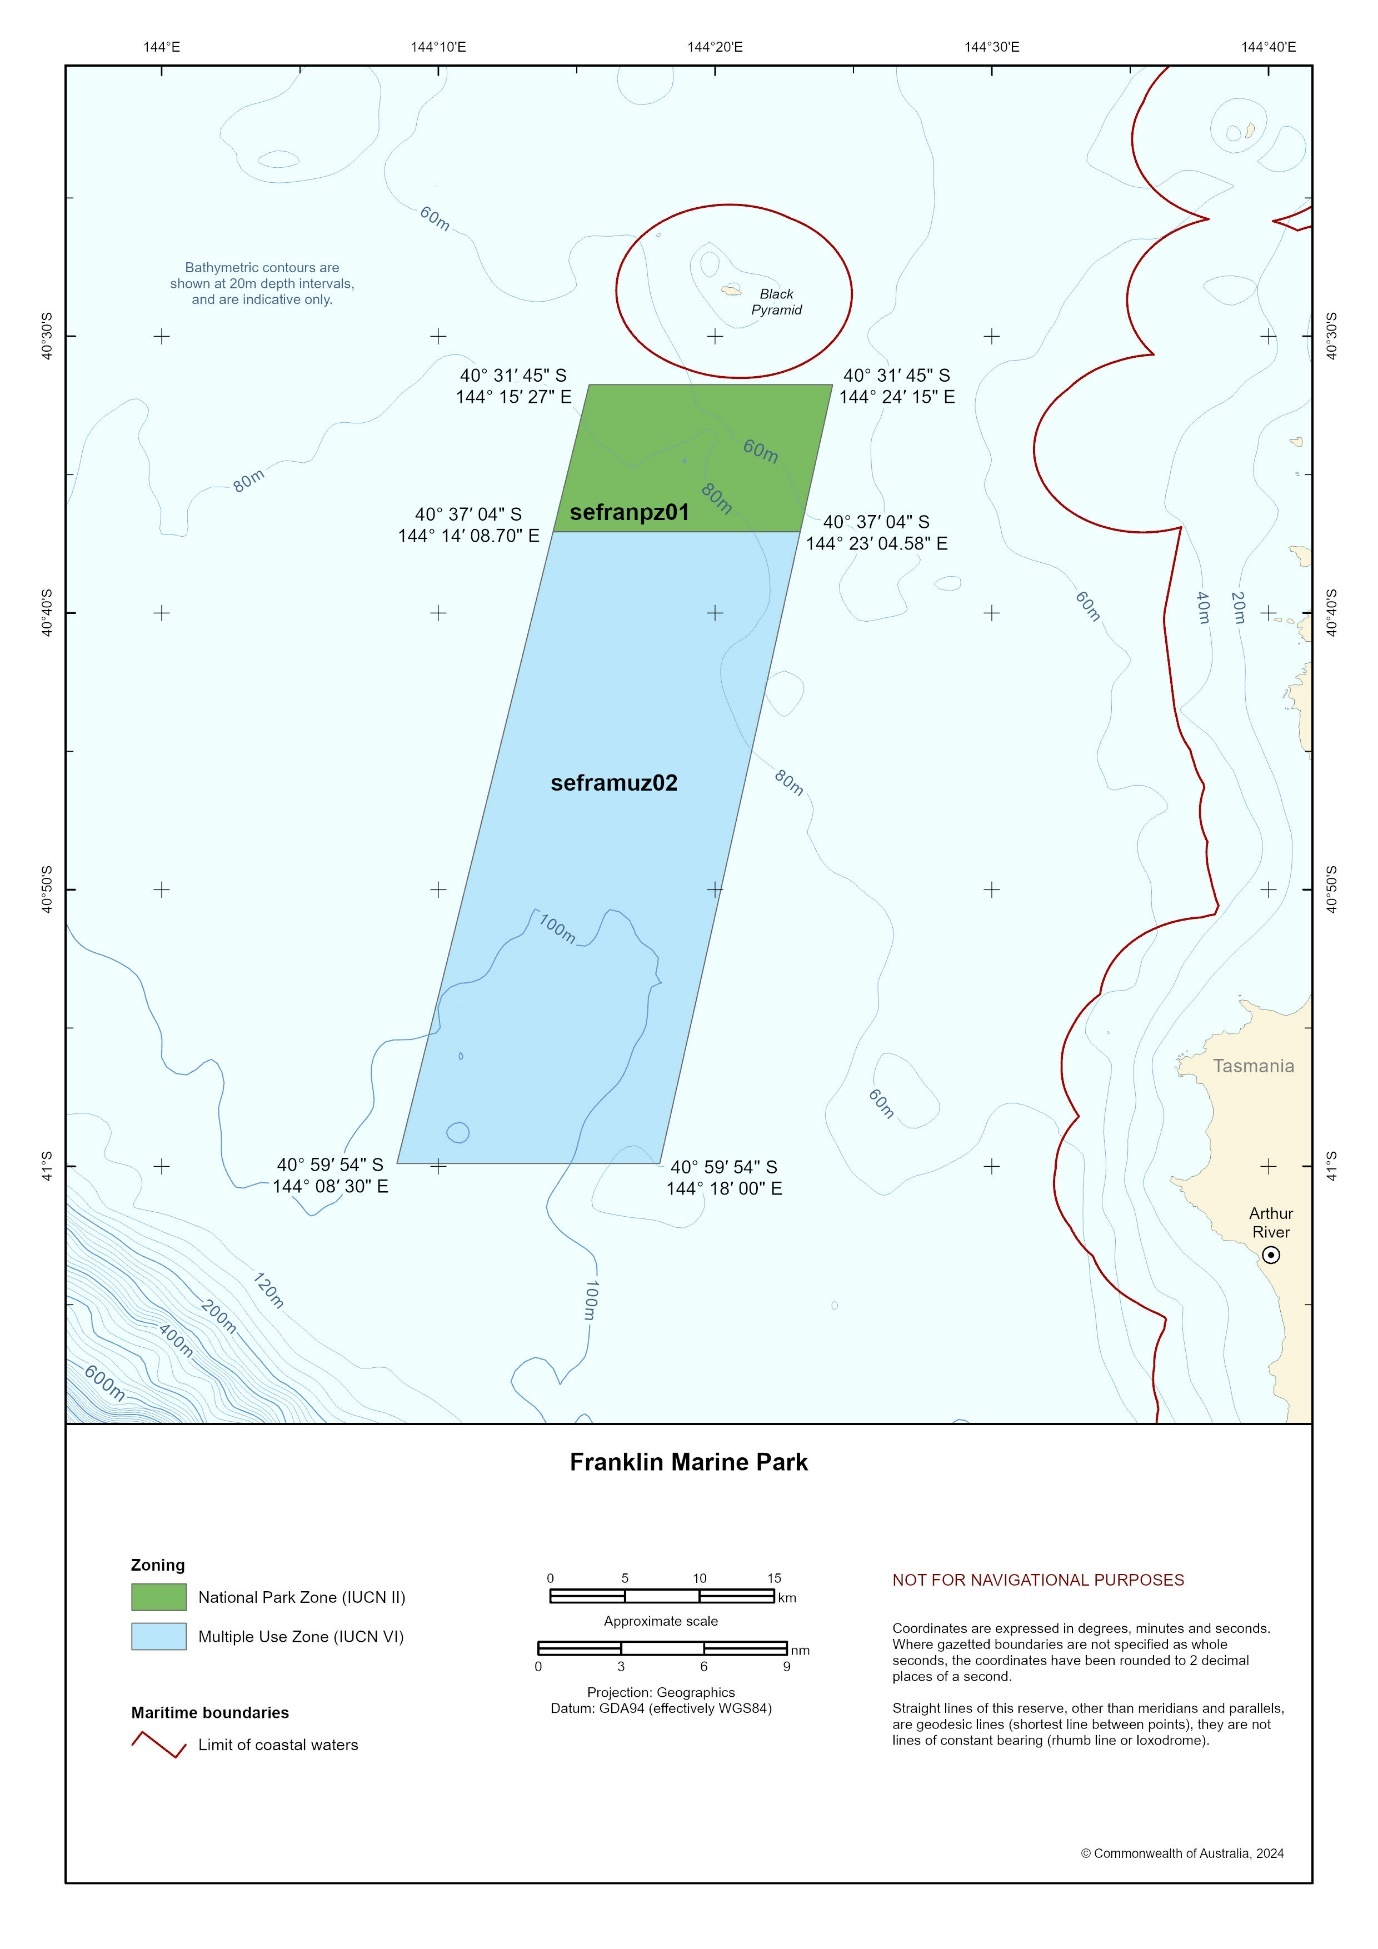 144°E
144°10'E
144°20'E
144°30'E
144°40'E
60m
Bathymetric contours are
shown at 20m depth intervals,
and are indicative only.
Black
Pyramid
40°30'S
40°30'S
40° 31′ 45" S
144° 15′ 27" E
40° 31′ 45" S
144° 24′ 15" E
60m
80m
80m
sefranpz01
40° 37′ 04" S
144° 14′ 08.70" E
40° 37′ 04" S
144° 23′ 04.58" E
40°40'S
60m
40m
20m
40°40'S
seframuz02
80m
40°50'S
40°50'S
100m
Tasmania
60m
41°S
41°S
40° 59′ 54" S
144° 08′ 30" E
40° 59′ 54" S
144° 18′ 00" E
Arthur
River
120m
200m
400m
600m
100m
Franklin Marine Park
Zoning
National Park Zone (IUCN II)
Multiple Use Zone (IUCN VI)
Maritime boundaries
Limit of coastal waters
0 5 10 15
km
Approximate scale
nm
0 3 6 9
Projection: Geographics
Datum: GDA94 (effectively WGS84)
NOT FOR NAVIGATIONAL PURPOSES
Coordinates are expressed in degrees, minutes and seconds.
Where gazetted boundaries are not specified as whole
seconds, the coordinates have been rounded to 2 decimal
places of a second.
Straight lines of this reserve, other than meridians and parallels,
are geodesic lines (shortest line between points), they are not
lines of constant bearing (rhumb line or loxodrome).
© Commonwealth of Australia, 2024